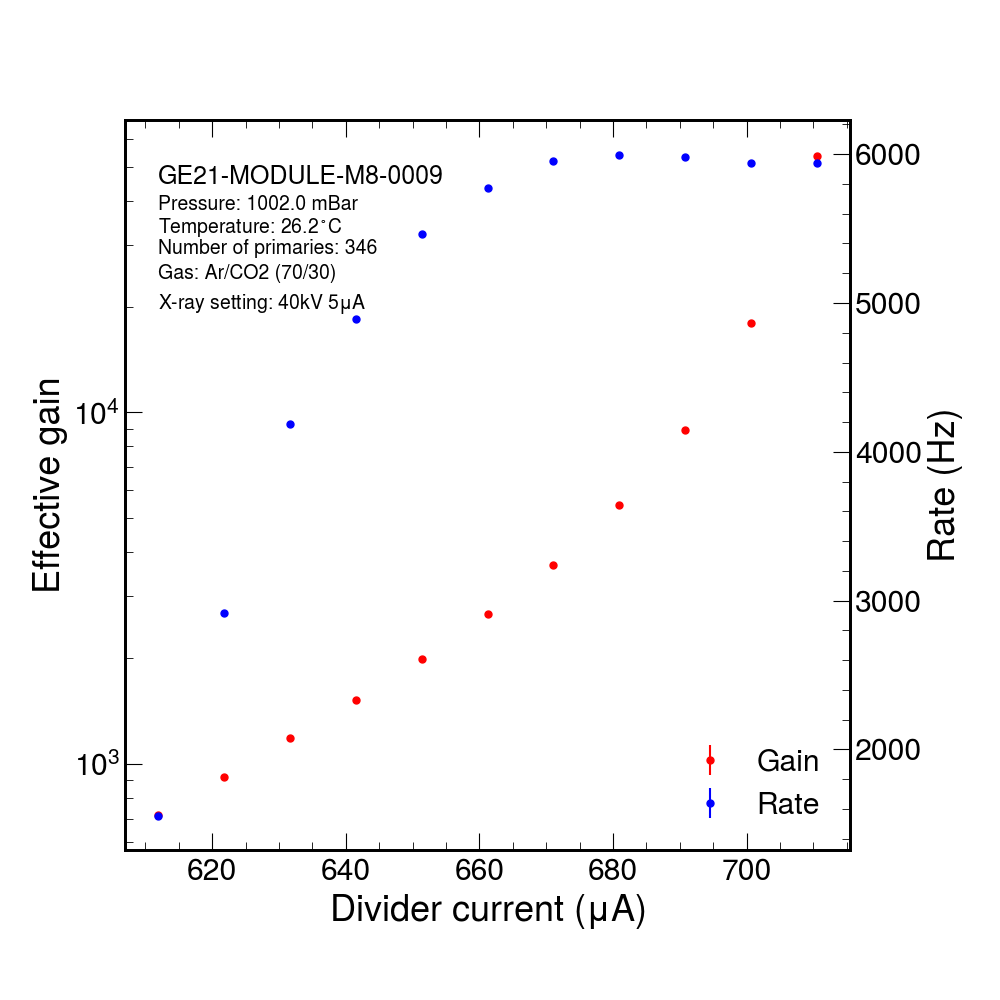 GE21-MODULE-M8-0009
Pressure: 1002.0 mBar
Temperature: 26.2°C
Number of primaries: 346
Gas: Ar/CO2 (70/30)
X-ray setting: 40kV 5μA
Effective gain
10⁴
10³
6000
5000
4000
3000
2000
Rate (Hz)
Gain
Rate
620 640 660 680 700
Divider current (μA)